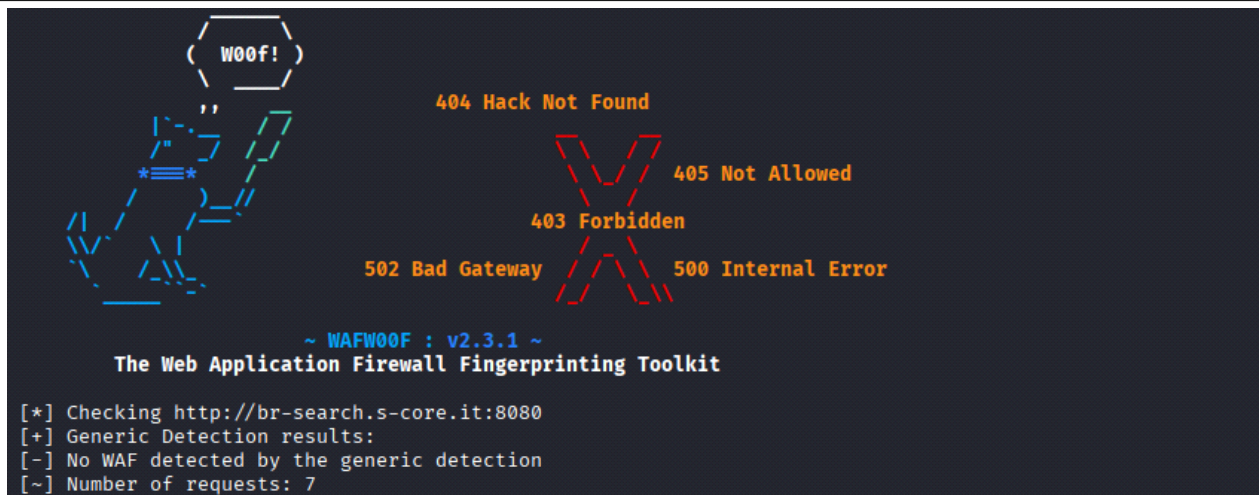 W00f!
404 Hack Not Found
405 Not Allowed
403 Forbidden
502 Bad Gateway
500 Internal Error
~ WAFW00F : v2.3.1 ~
The Web Application Firewall Fingerprinting Toolkit
[*] Checking http://br-search.s-core.it:8080
[+] Generic Detection results:
[-] No WAF detected by the generic detection
[~] Number of requests: 7